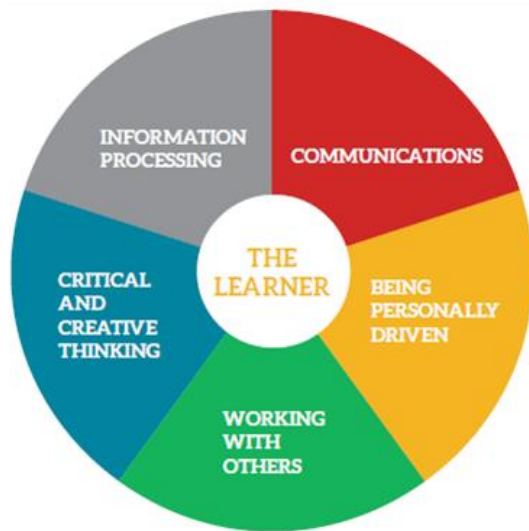 INFORMATION
PROCESSING
COMMUNICATIONS
THE
LEARNER
CRITICAL
AND
CREATIVE
THINKING
BEING
PERSONALLY
DRIVEN
WORKING
WITH
OTHERS